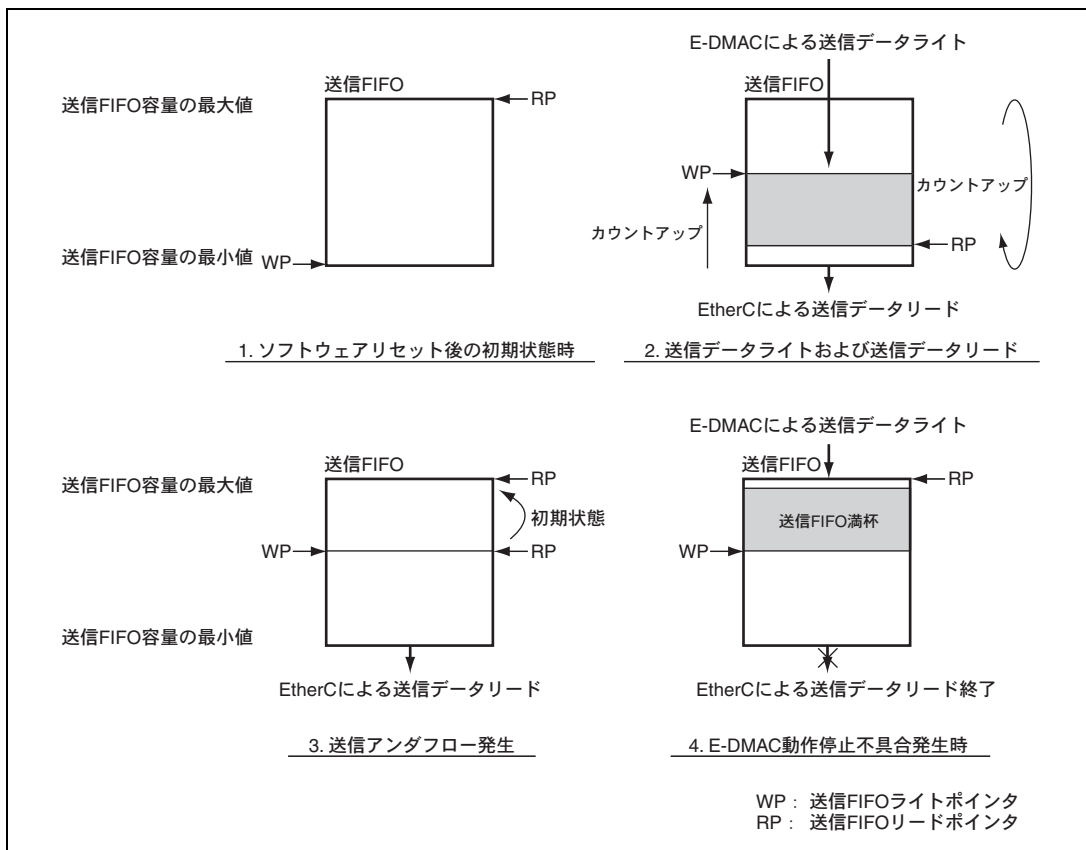 送信FIFO
送信FIFO容量の最大値
RP
送信FIFO容量の最小値
WP
1. ソフトウェアリセット後の初期状態時
E-DMACによる送信データライト
送信FIFO
WP
カウントアップ
カウントアップ
RP
EtherCによる送信データリード
2. 送信データライトおよび送信データリード
送信FIFO
送信FIFO容量の最大値
RP
初期状態
WP
RP
送信FIFO容量の最小値
EtherCによる送信データリード
3. 送信アンダフロー発生
E-DMACによる送信データライト
送信FIFO
RP
送信FIFO満杯
WP
EtherCによる送信データリード終了
4. E-DMAC動作停止不具合発生時
WP : 送信FIFOライトポインタ
RP : 送信FIFOリードポインタ